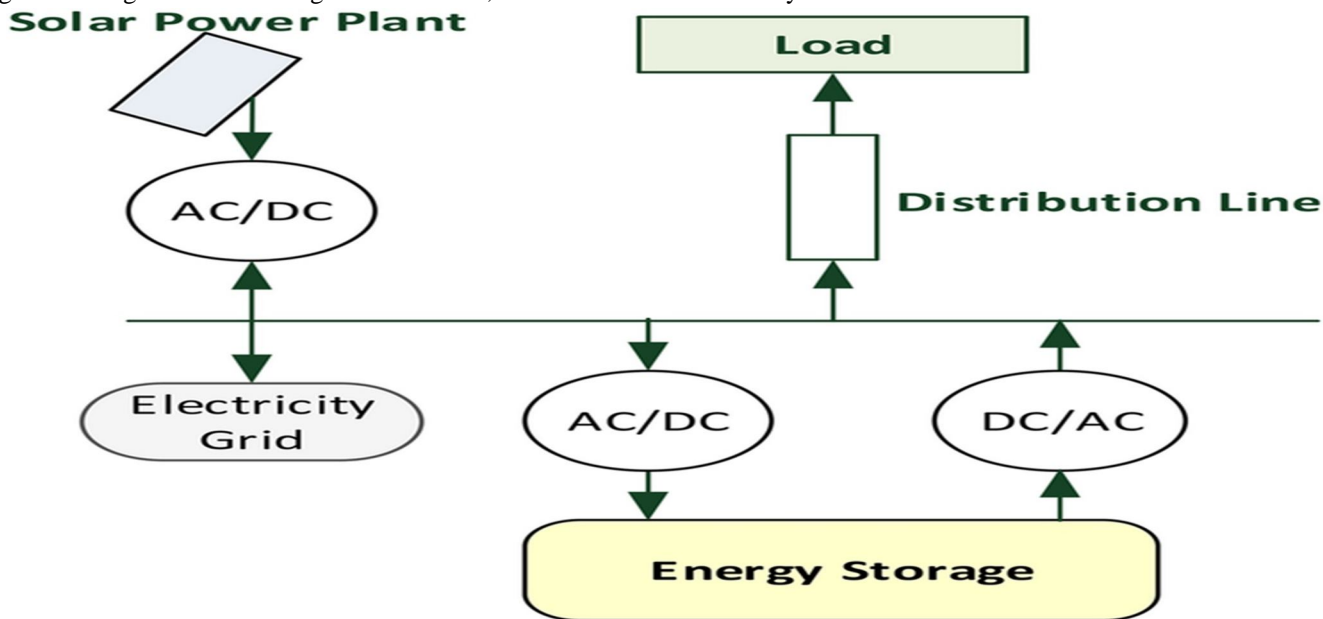 Solar Power Plant
Load
AC/DC
Distribution Line
Electricity
Grid
AC/DC
DC/AC
Energy Storage